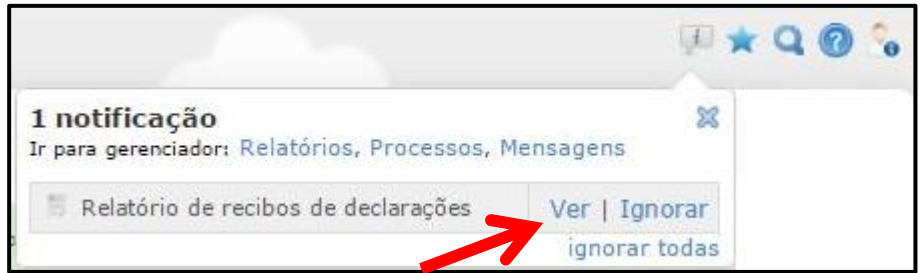 1 notificação
Ir para gerenciador: Relatórios, Processos, Mensagens
Relatório de recibos de declarações Ver | Ignorar
ignorar todas